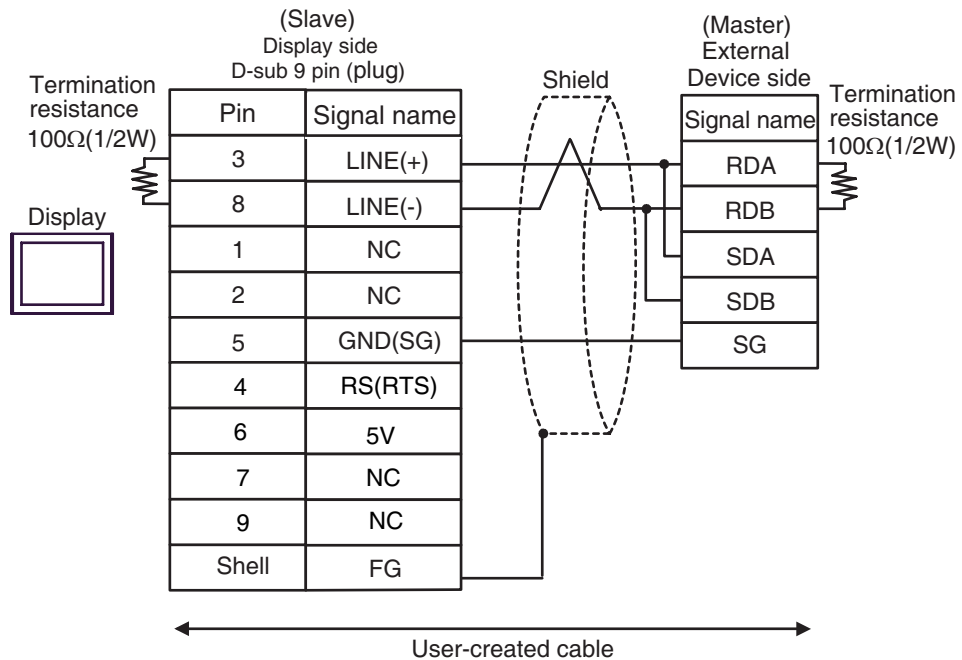 (Slave)
Display side
D-sub 9 pin (plug)
(Master)
External
Device side
Termination
resistance
100Ω(1/2W)
Shield
Termination
resistance
100Ω(1/2W)
Display
Pin Signal name
3 LINE(+)
8 LINE(-)
1 NC
2 NC
5 GND(SG)
4 RS(RTS)
6 5V
7 NC
9 NC
Shell FG
Signal name
RDA
RDB
SDA
SDB
SG
User-created cable